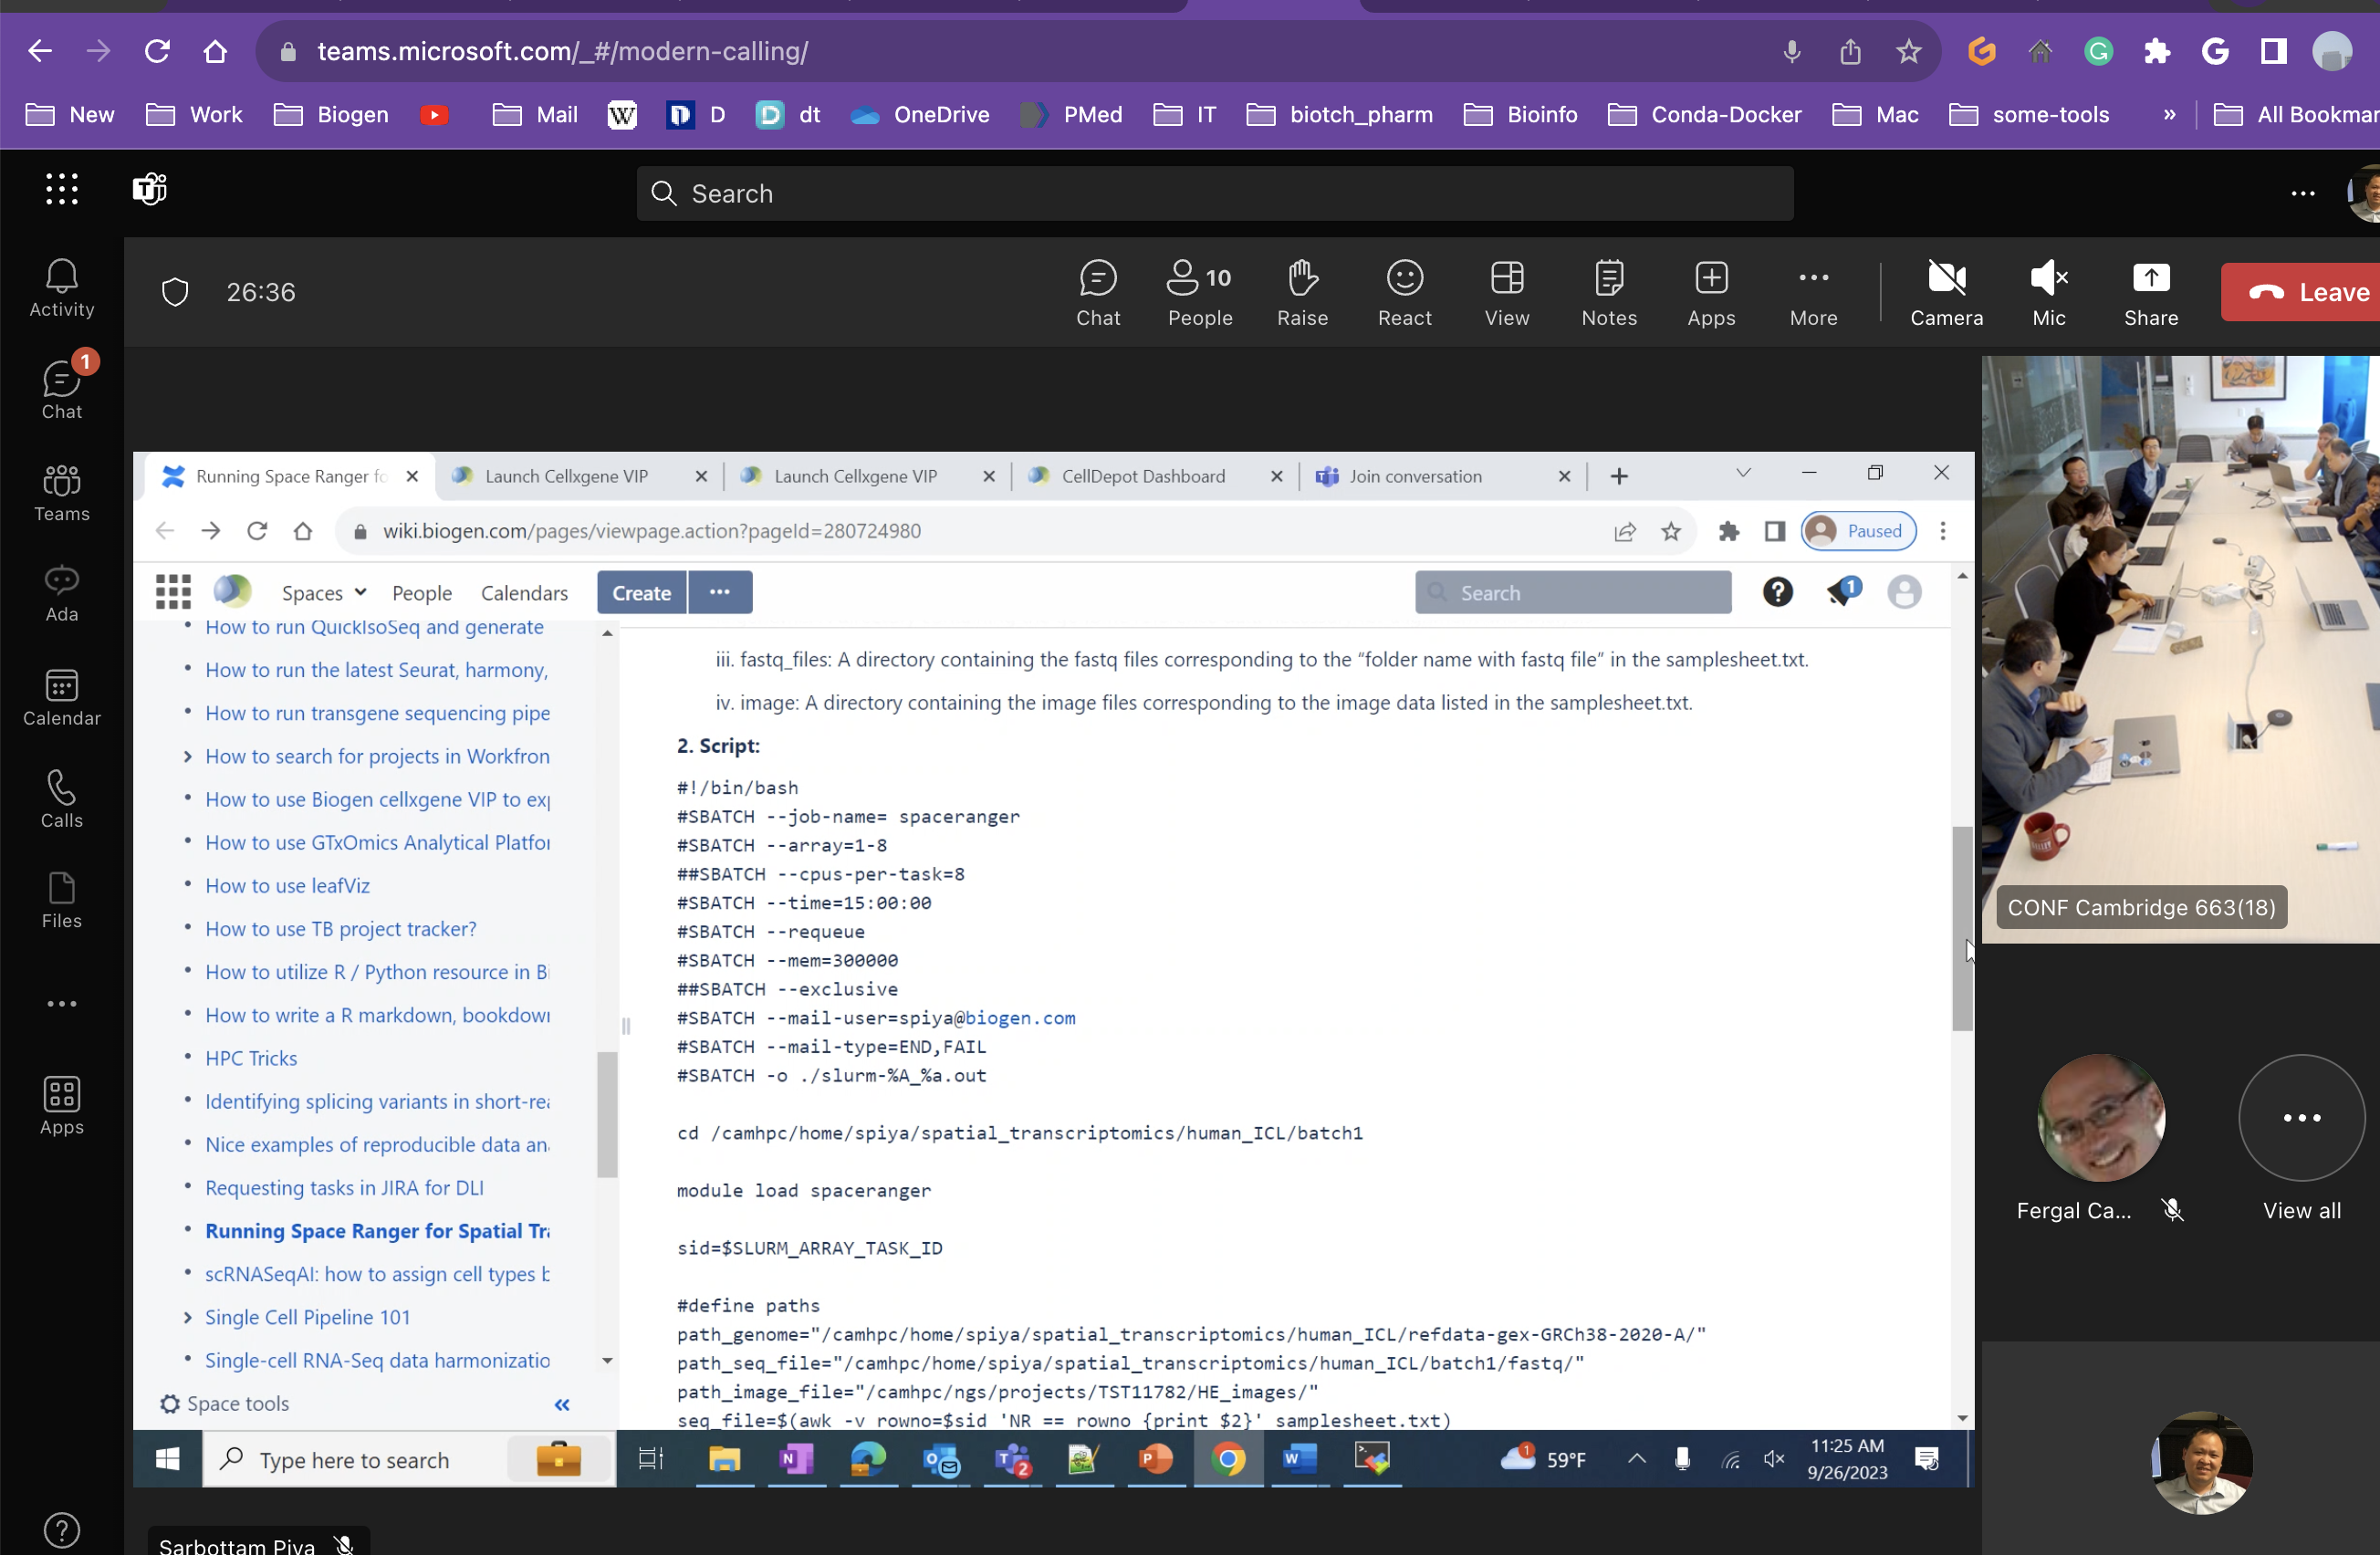 teams.microsoft.com/_#/modern-calling/
New Work Biogen Mail W D dt OneDrive PMed IT biotch_pharm Bioinfo Conda-Docker Mac some-tools » All Bookmar
Search
26:36
Chat
10
People
Raise
React
View
Notes
Apps
More
Camera
Mic
Share
Leave
Activity
1
Chat
Teams
Ada
Calendar
Calls
Files
Apps
Running Space Ranger fo Launch Cellxgene VIP Launch Cellxgene VIP CellDepot Dashboard Join conversation
wiki.biogen.com/pages/viewpage.action?pageId=280724980 Paused
Spaces People Calendars Create Search 1
How to run QuickIsoSeq and generate
How to run the latest Seurat, harmony,
How to run transgene sequencing pipe
How to search for projects in Workfron
How to use Biogen cellxgene VIP to exp
How to use GTxOmics Analytical Platfor
How to use leafViz
How to use TB project tracker?
How to utilize R / Python resource in Bi
How to write a R markdown, bookdown
HPC Tricks
Identifying splicing variants in short-rea
Nice examples of reproducible data an
Requesting tasks in JIRA for DLI
Running Space Ranger for Spatial Tra
scRNASeqAI: how to assign cell types b
Single Cell Pipeline 101
Single-cell RNA-Seq data harmonizatio
Space tools «
iii. fastq_files: A directory containing the fastq files corresponding to the “folder name with fastq file” in the samplesheet.txt.
iv. image: A directory containing the image files corresponding to the image data listed in the samplesheet.txt.
2. Script:
#!/bin/bash
#SBATCH --job-name= spaceranger
#SBATCH --array=1-8
##SBATCH --cpus-per-task=8
#SBATCH --time=15:00:00
#SBATCH --requeue
#SBATCH --mem=300000
##SBATCH --exclusive
#SBATCH --mail-user=spiya@biogen.com
#SBATCH --mail-type=END,FAIL
#SBATCH -o ./slurm-%A_%a.out
cd /camhpc/home/spiya/spatial_transcriptomics/human_ICL/batch1
module load spaceranger
sid=$SLURM_ARRAY_TASK_ID
#define paths
path_genome="/camhpc/home/spiya/spatial_transcriptomics/human_ICL/refdata-gex-GRCh38-2020-A/"
path_seq_file="/camhpc/home/spiya/spatial_transcriptomics/human_ICL/batch1/fastq/"
path_image_file="/camhpc/ngs/projects/TST11782/HE_images/"
seq_file=$(awk -v rowno=$sid 'NR == rowno {print $2}' samplesheet.txt)
Type here to search
59°F
11:25 AM
9/26/2023
CONF Cambridge 663(18)
Fergal Ca...
View all
Sarbottam Piya